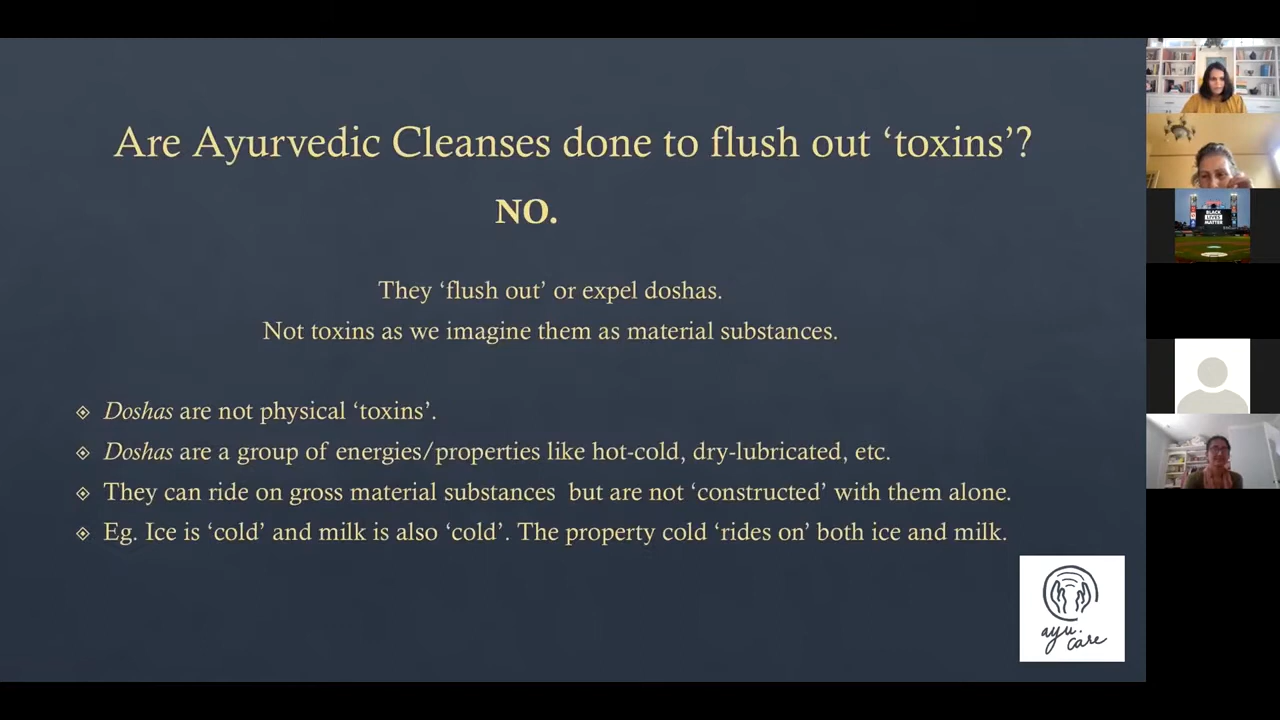 Are Ayurvedic Cleanses done to flush out ‘toxins’?
NO.
They ‘flush out’ or expel doshas.
Not toxins as we imagine them as material substances.
Doshas are not physical ‘toxins’.
Doshas are a group of energies/properties like hot-cold, dry-lubricated, etc.
They can ride on gross material substances but are not ‘constructed’ with them alone.
Eg. Ice is ‘cold’ and milk is also ‘cold’. The property cold ‘rides on’ both ice and milk.
ayu.
care
BLACK
LIVES
MATTER